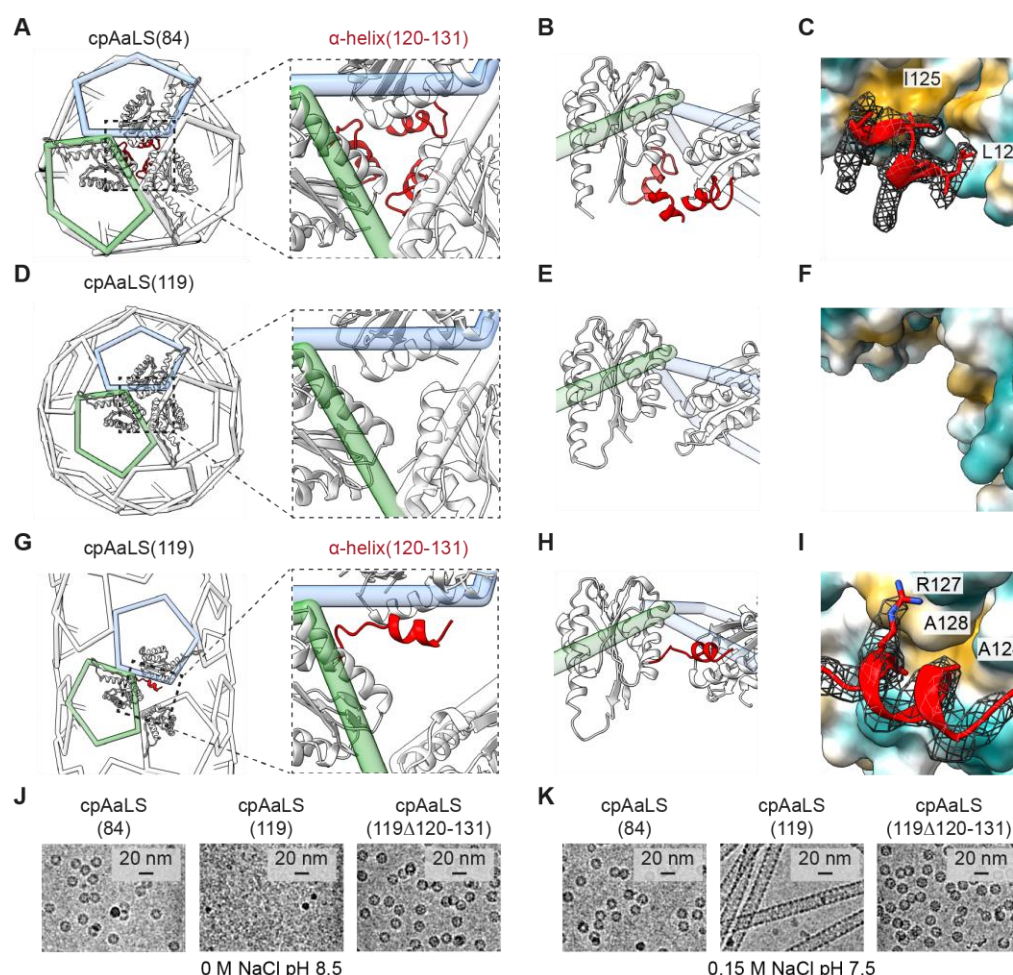 A cpAaLS(84) α-helix(120-131) B C
I125
L12
D cpAaLS(119) E F
G cpAaLS(119) α-helix(120-131) H I
R127
A128
A12
J cpAaLS cpAaLS cpAaLS K cpAaLS cpAaLS cpAaLS
(84) (119) (119Δ120-131) (84) (119) (119Δ120-131)
20 nm 20 nm 20 nm 20 nm 20 nm 20 nm
0 M NaCl pH 8.5 0.15 M NaCl pH 7.5